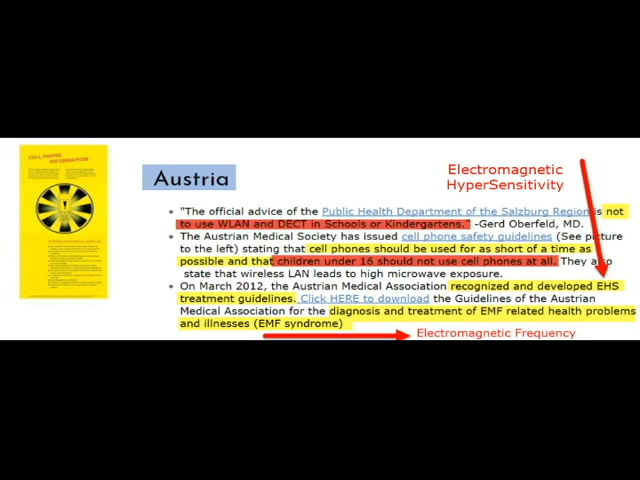 CELL PHONE
INFORMATION
Austria
Electromagnetic
HyperSensitivity
• "The official advice of the Public Health Department of the Salzburg Region is not
to use WLAN and DECT in Schools or Kindergartens." -Gerd Oberfeld, MD.
• The Austrian Medical Society has issued cell phone safety guidelines (See picture
to the left) stating that cell phones should be used for as short of a time as
possible and that children under 16 should not use cell phones at all. They also
state that wireless LAN leads to high microwave exposure.
• On March 2012, the Austrian Medical Association recognized and developed EHS
treatment guidelines. Click HERE to download the Guidelines of the Austrian
Medical Association for the diagnosis and treatment of EMF related health problems
and illnesses (EMF syndrome)
Electromagnetic Frequency